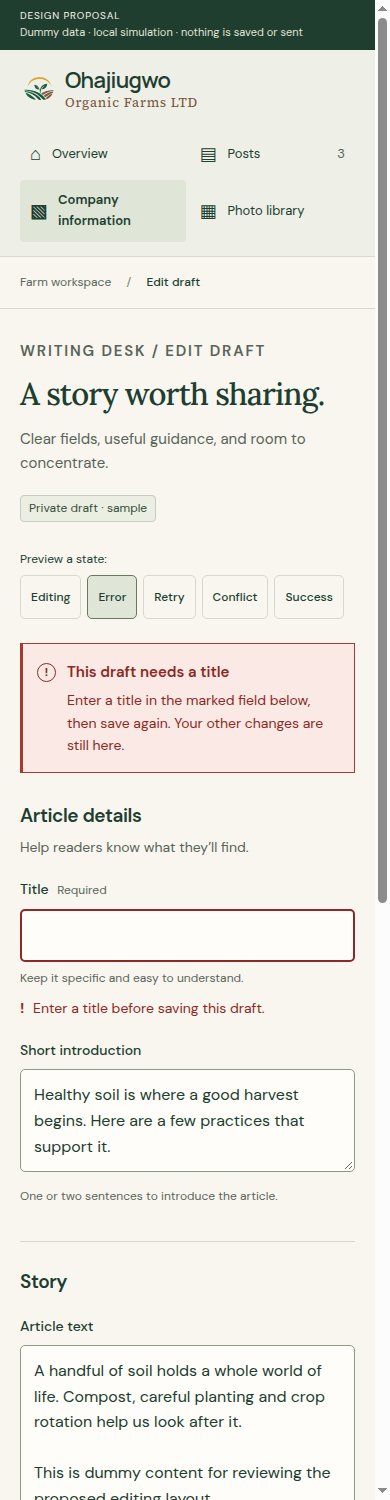 DESIGN PROPOSAL
Dummy data · local simulation · nothing is saved or sent
Ohajiugwo
Organic Farms LTD
Overview
Posts 3
Company
information
Photo library
Farm workspace / Edit draft
WRITING DESK / EDIT DRAFT
A story worth sharing.
Clear fields, useful guidance, and room to
concentrate.
Private draft · sample
Preview a state:
Editing Error Retry Conflict Success
! This draft needs a title
Enter a title in the marked field below,
then save again. Your other changes are
still here.
Article details
Help readers know what they’ll find.
Title Required
Keep it specific and easy to understand.
! Enter a title before saving this draft.
Short introduction
Healthy soil is where a good harvest
begins. Here are a few practices that
support it.
One or two sentences to introduce the article.
Story
Article text
A handful of soil holds a whole world of
life. Compost, careful planting and crop
rotation help us look after it.
This is dummy content for reviewing the
proposed editing layout.